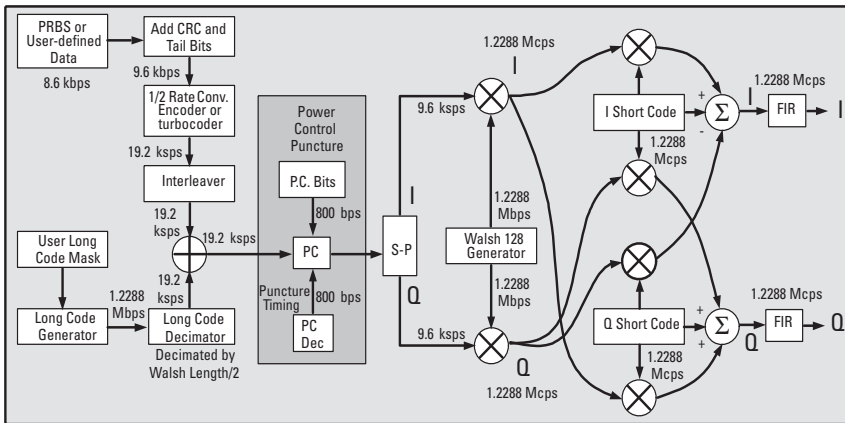 PRBS or
User-defined
Data
8.6 kbps
Add CRC and
Tail Bits
9.6 kbps
1/2 Rate Conv.
Encoder or
turbocoder
19.2 ksps
Interleaver
19.2
ksps
19.2 ksps
19.2
ksps
User Long
Code Mask
Long Code
Generator
1.2288
Mbps
Long Code
Decimator
Decimated by
Walsh Length/2
Power
Control
Puncture
P.C. Bits
800 bps
PC
Puncture
Timing
800 bps
PC
Dec
S-P
I
Q
9.6 ksps
9.6 ksps
1.2288 Mcps
I
1.2288
Mbps
Walsh 128
Generator
1.2288
Mbps
Q
1.2288 Mcps
I Short Code
1.2288
Mcps
Q Short Code
1.2288
Mcps
+
-
Σ
I
1.2288 Mcps
FIR
I
+
+
Σ
Q
1.2288 Mcps
FIR
Q